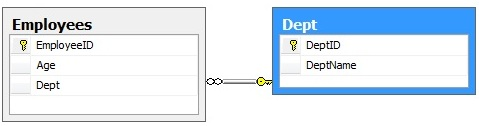 Employees
EmployeeID
Age
Dept
Dept
DeptID
DeptName